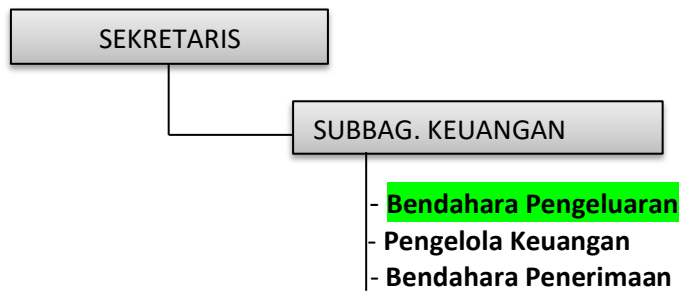 SEKRETARIS
SUBBAG. KEUANGAN
- Bendahara Pengeluaran
- Pengelola Keuangan
- Bendahara Penerimaan